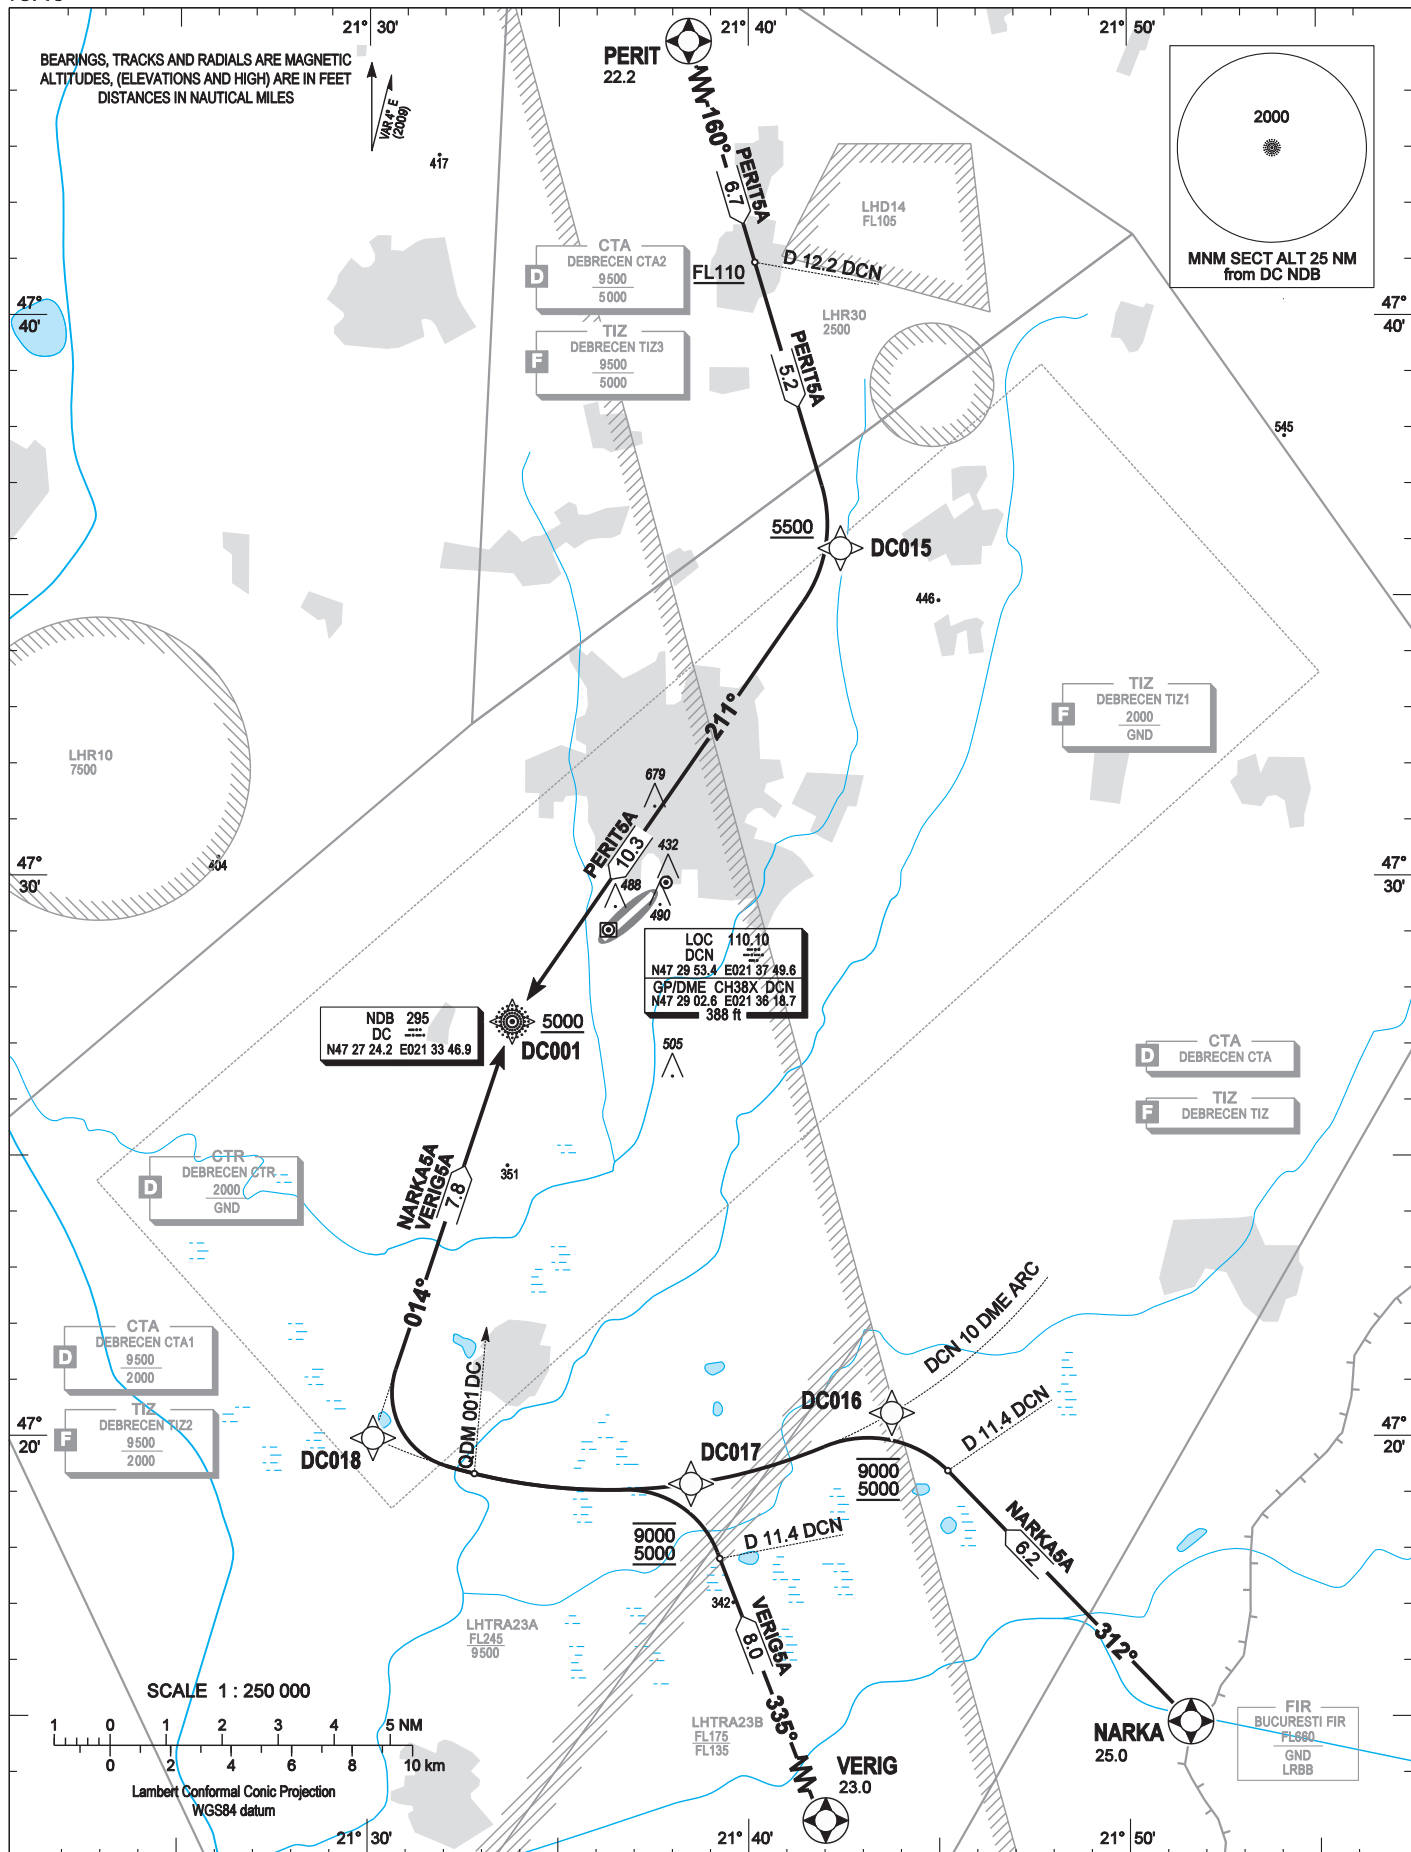 21° 30'
21° 40'
21° 50'
BEARINGS, TRACKS AND RADIALS ARE MAGNETIC
ALTITUDES, (ELEVATIONS AND HIGH) ARE IN FEET
DISTANCES IN NAUTICAL MILES
VAR 4° E
(2009)
PERIT
22.2
2000
MNM SECT ALT 25 NM
from DC NDB
417
160°
PERIT5A
6.7
LHD14
FL105
CTA
DEBRECEN CTA2
9500
5000
D
FL110
D 12.2 DCN
47°
40'
47°
40'
LHR30
2500
TIZ
DEBRECEN TIZ3
9500
5000
F
PERIT5A
5.2
545
5500
DC015
446
211°
TIZ
DEBRECEN TIZ1
2000
GND
F
LHR10
7500
679
PERIT5A
10.3
432
404
47°
30'
47°
30'
488
490
LOC 110.10
DCN
N47 29 53.4 E021 37 49.6
GP/DME CH38X DCN
N47 29 02.6 E021 36 18.7
388 ft
NDB 295
DC
N47 27 24.2 E021 33 46.9
5000
DC001
505
CTA
DEBRECEN CTA
D
TIZ
DEBRECEN TIZ
F
CTR
DEBRECEN CTR
2000
GND
D
351
NARKA5A
VERIG5A
7.8
014°
CTA
DEBRECEN CTA1
9500
2000
D
TIZ
DEBRECEN TIZ2
9500
2000
F
QDM 001 DC
DCN 10 DME ARC
DC016
D 11.4 DCN
47°
20'
47°
20'
DC018
DC017
9000
5000
9000
5000
D 11.4 DCN
NARKA5A
6.2
342
VERIG5A
8.0
LHTRA23A
FL245
9500
312°
335°
SCALE 1 : 250 000
1 0 1 2 3 4 5 NM
0 2 4 6 8 10 km
Lambert Conformal Conic Projection
WGS84 datum
LHTRA23B
FL175
FL135
VERIG
23.0
NARKA
25.0
FIR
BUCURESTI FIR
FL660
GND
LRBB
21° 30'
21° 40'
21° 50'